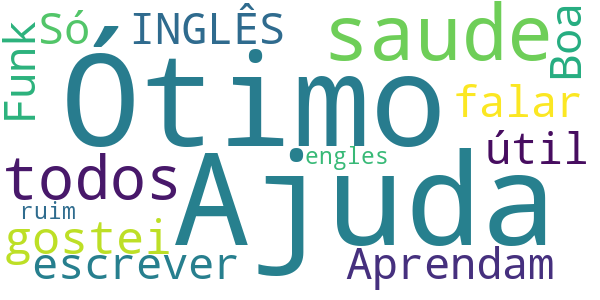 Funk
Só
INGLÊS
saude
Boa
Ótimo
falar
útil
engles
todos
Ajuda
ruim
gostei
escrever
Aprendam